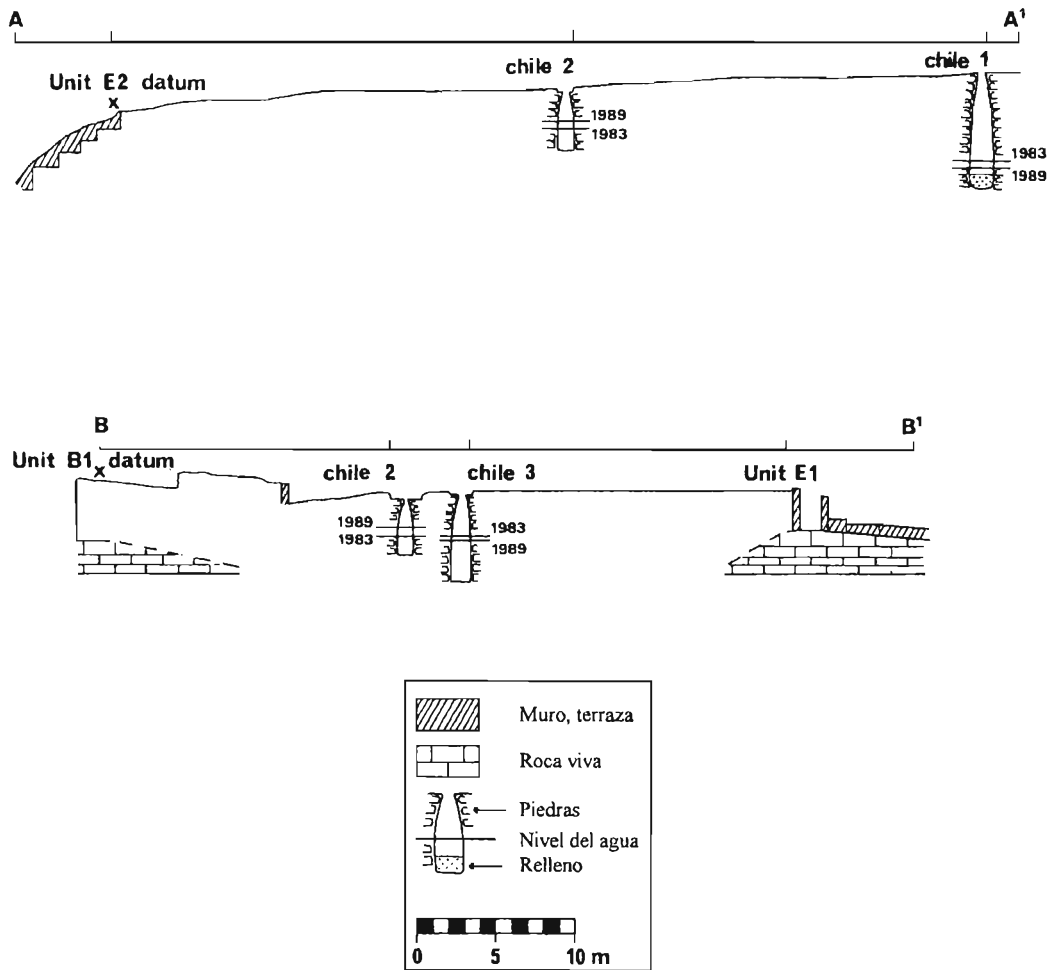 A A¹
chile 2 chile 1
Unit E2 datum
x
1989
1983
1983
1989
B B¹
Unit B1 datum
x
chile 2 chile 3 Unit E1
1989 1983
1983 1989
Muro, terraza
Roca viva
Piedras
Nivel del agua
Relleno
0 5 10 m